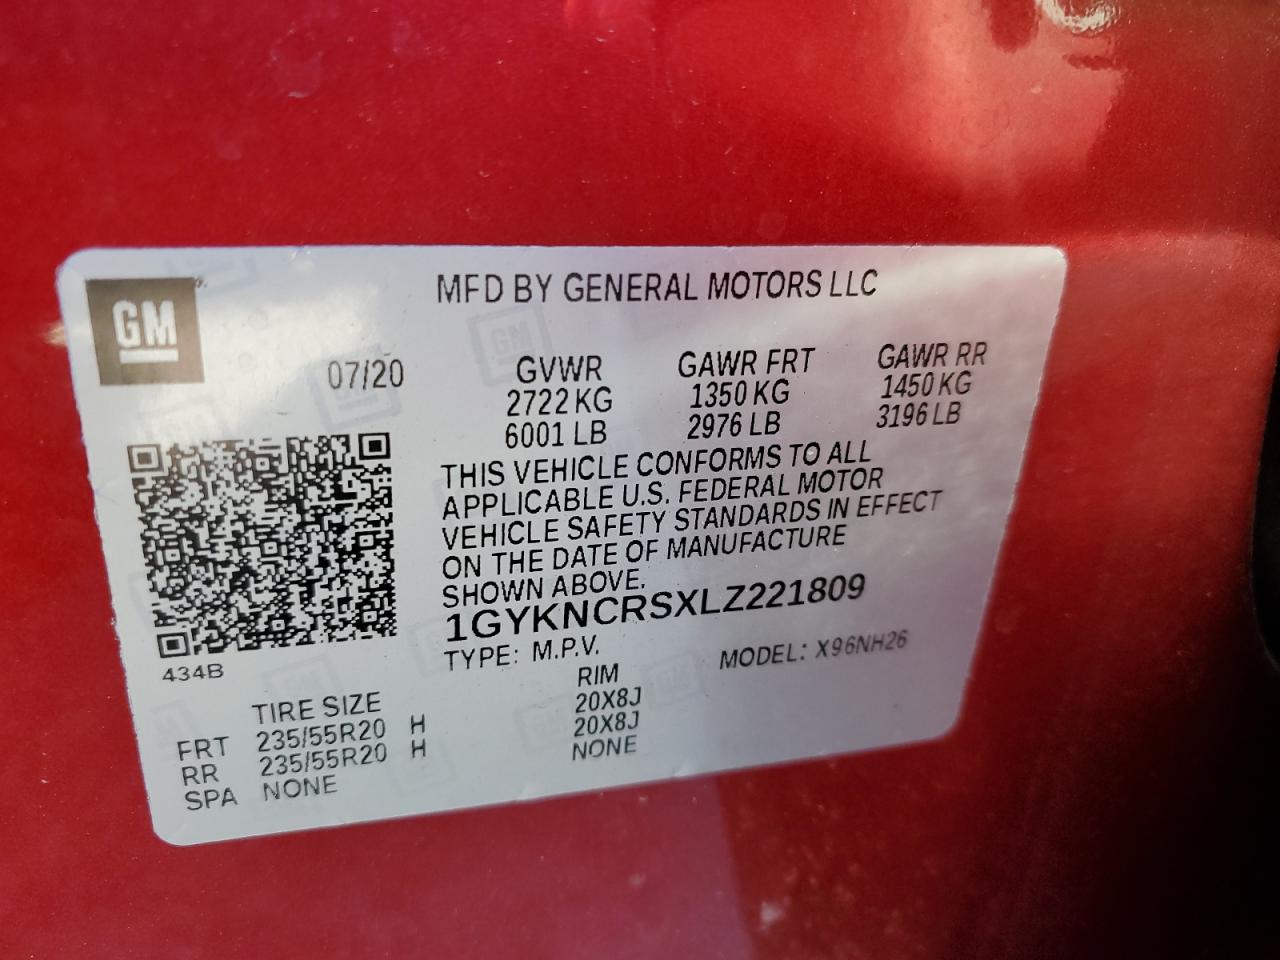 GM
MFD BY GENERAL MOTORS LLC
07/20
GVWR GAWR FRT GAWR RR
2722 KG 1350 KG 1450 KG
6001 LB 2976 LB 3196 LB
THIS VEHICLE CONFORMS TO ALL
APPLICABLE U.S. FEDERAL MOTOR
VEHICLE SAFETY STANDARDS IN EFFECT
ON THE DATE OF MANUFACTURE
SHOWN ABOVE.
1GYKNCRSXLZ221809
TYPE: M.P.V. MODEL: X96NH26
434B
TIRE SIZE RIM
FRT 235/55R20 H 20X8J
RR 235/55R20 H 20X8J
SPA NONE NONE